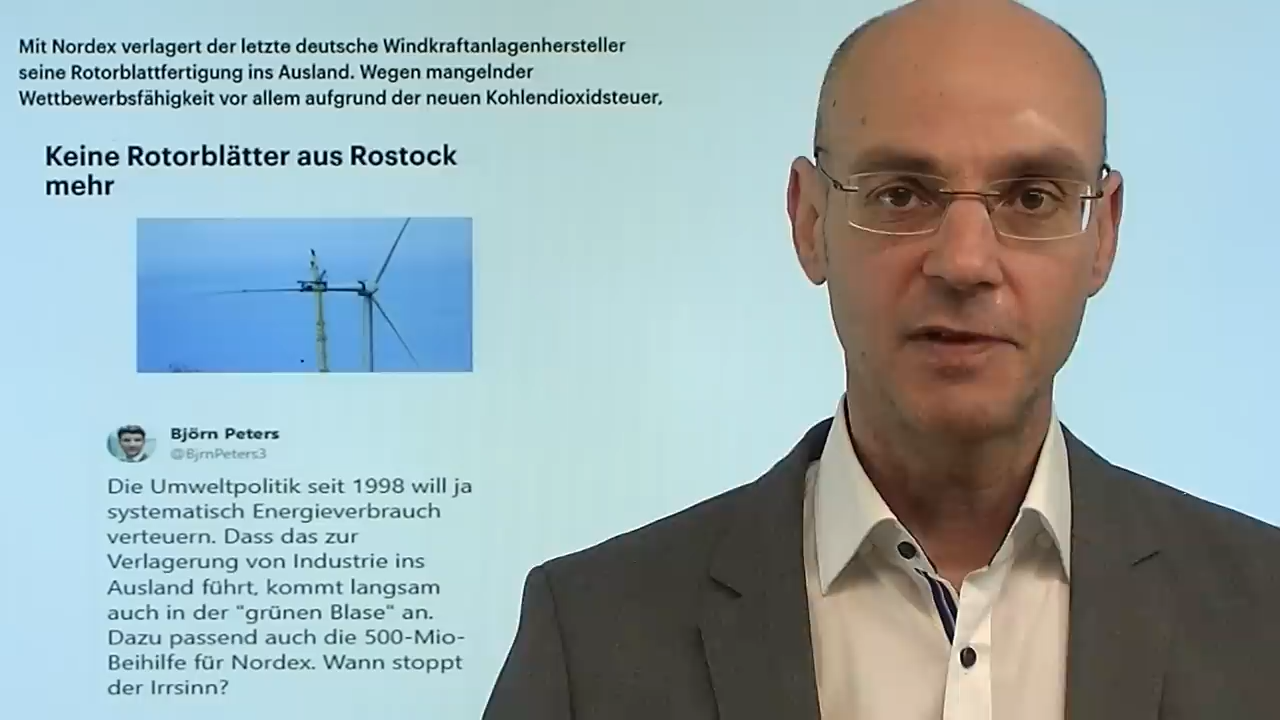 Mit Nordex verlagert der letzte deutsche Windkraftanlagenhersteller
seine Rotorblattfertigung ins Ausland. Wegen mangelnder
Wettbewerbsfähigkeit vor allem aufgrund der neuen Kohlendioxidsteuer,
Keine Rotorblätter aus Rostock
mehr
Björn Peters
@BjrnPeters3
Die Umweltpolitik seit 1998 will ja
systematisch Energieverbrauch
verteuern. Dass das zur
Verlagerung von Industrie ins
Ausland führt, kommt langsam
auch in der "grünen Blase" an.
Dazu passend auch die 500-Mio-
Beihilfe für Nordex. Wann stoppt
der Irrsinn?